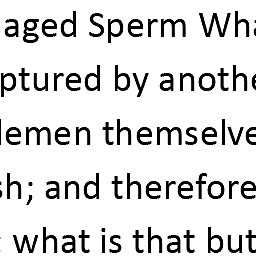 aged Sperm Wha
ptured by anothe
lemen themselve
sh; and therefore
what is that but